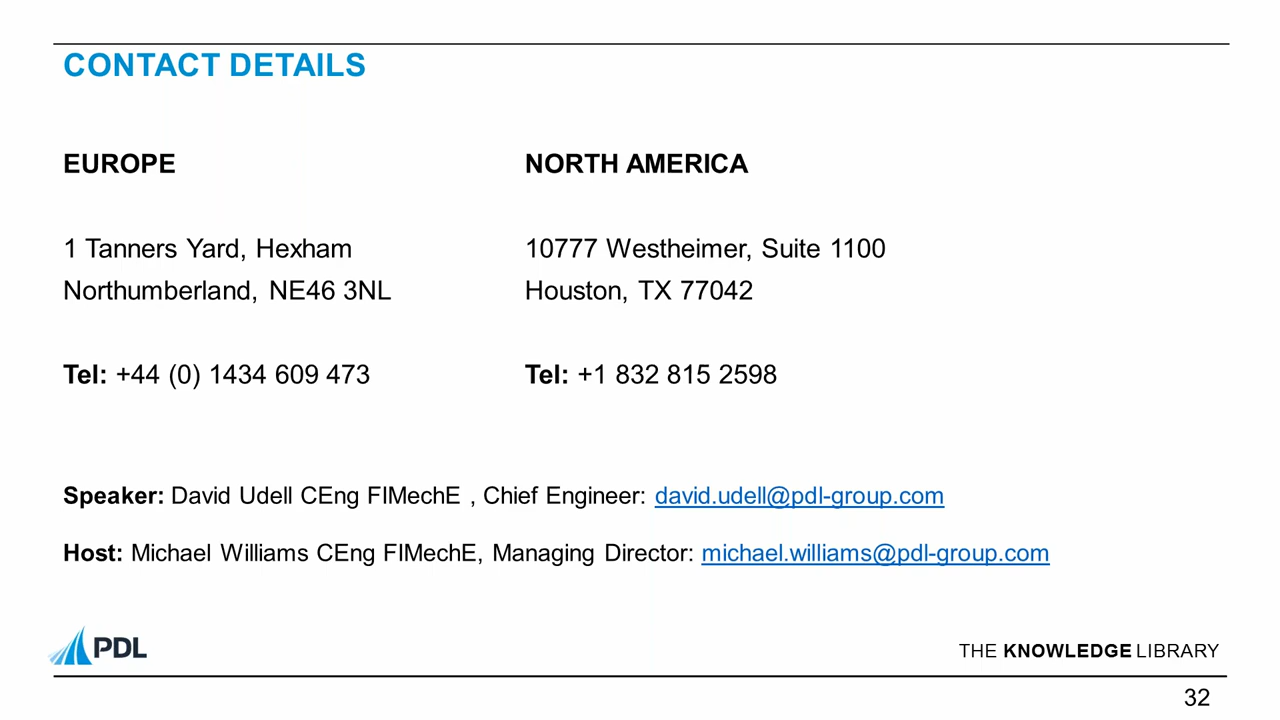 CONTACT DETAILS
EUROPE
1 Tanners Yard, Hexham
Northumberland, NE46 3NL
Tel: +44 (0) 1434 609 473
NORTH AMERICA
10777 Westheimer, Suite 1100
Houston, TX 77042
Tel: +1 832 815 2598
Speaker: David Udell CEng FIMechE , Chief Engineer: david.udell@pdl-group.com
Host: Michael Williams CEng FIMechE, Managing Director: michael.williams@pdl-group.com
PDL
THE KNOWLEDGE LIBRARY
32